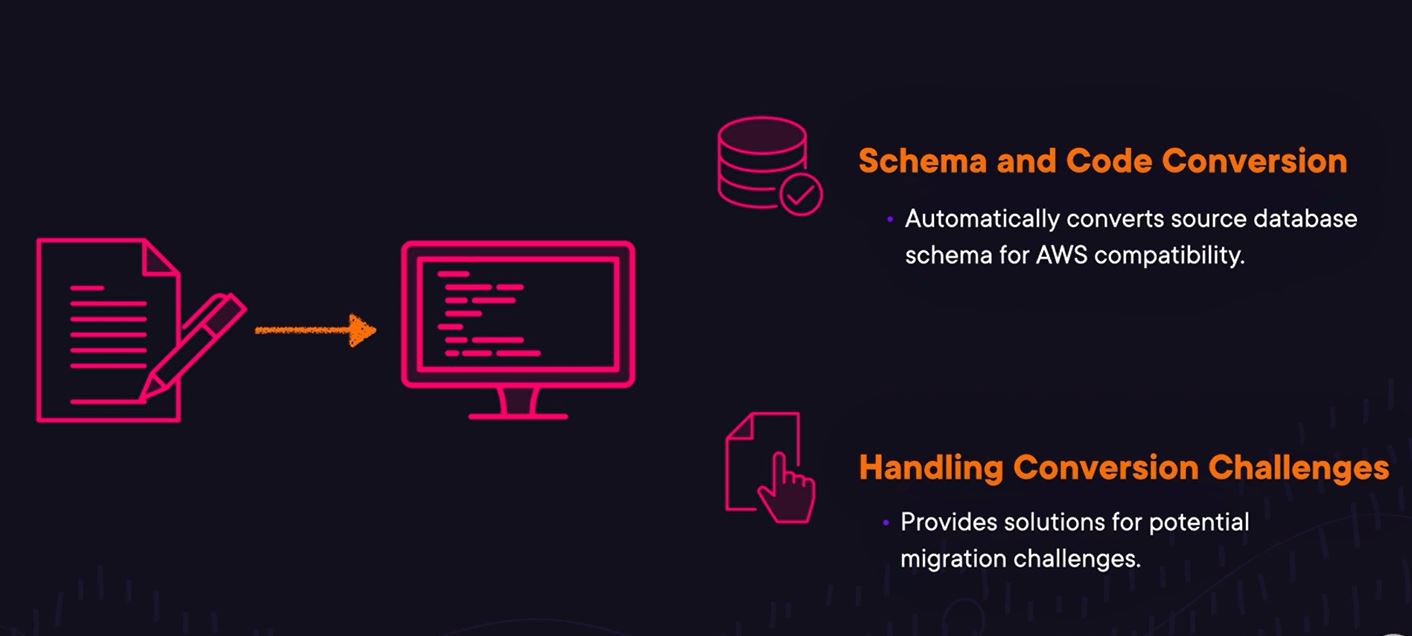 Schema and Code Conversion
• Automatically converts source database
schema for AWS compatibility.
Handling Conversion Challenges
• Provides solutions for potential
migration challenges.